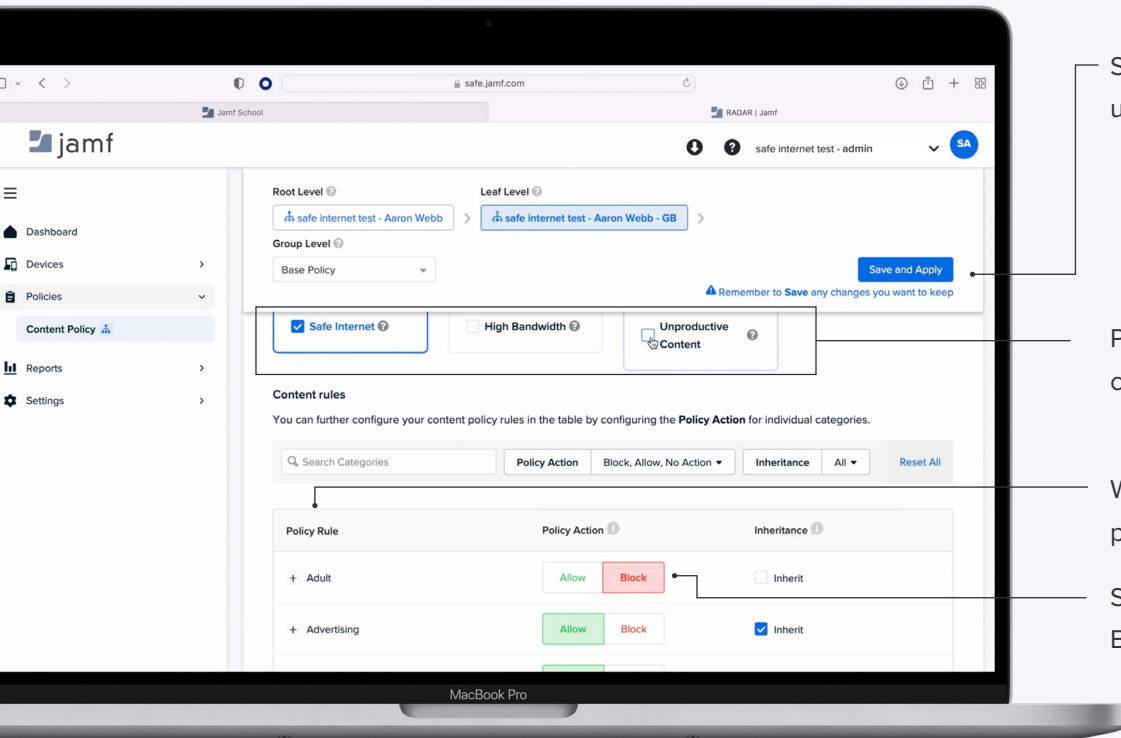 safe.jamf.com
Jamf School
RADAR | Jamf
jamf
safe internet test - admin
SA
Dashboard
Devices
Policies
Content Policy
Reports
Settings
Root Level
Leaf Level
safe internet test - Aaron Webb
safe internet test - Aaron Webb - GB
Group Level
Base Policy
Save and Apply
Remember to Save any changes you want to keep
Safe Internet
High Bandwidth
Unproductive
Content
Content rules
You can further configure your content policy rules in the table by configuring the Policy Action for individual categories.
Search Categories
Policy Action
Block, Allow, No Action
Inheritance
All
Reset All
Policy Rule
Policy Action
Inheritance
Adult
Allow
Block
Inherit
Advertising
Allow
Block
Inherit
MacBook Pro